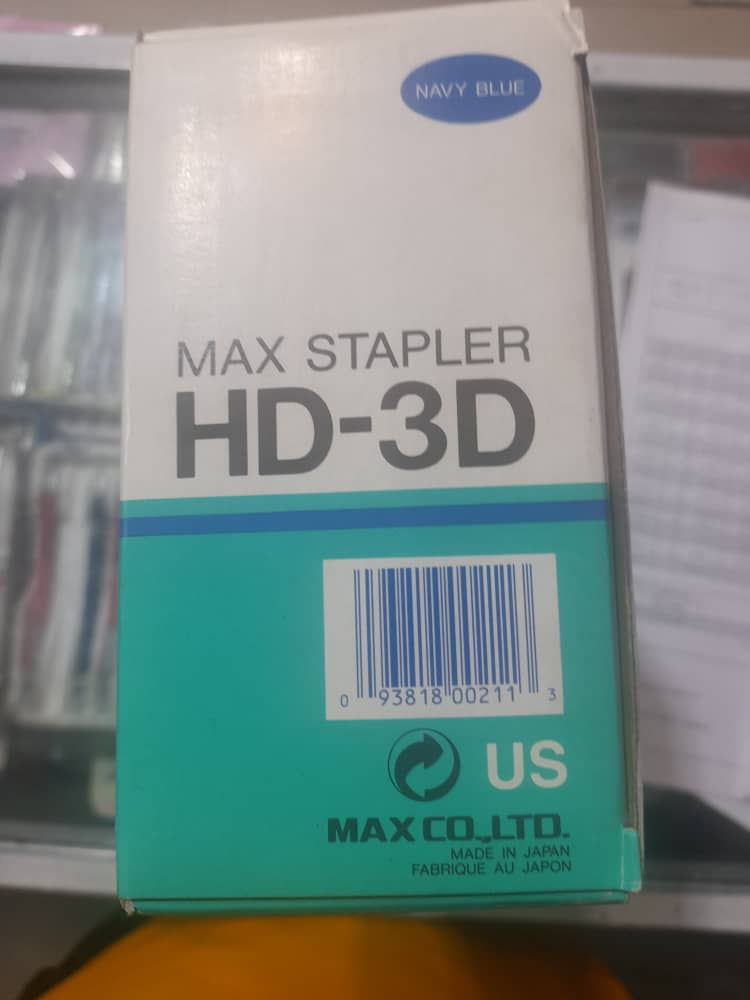 NAVY BLUE
MAX STAPLER
HD-3D
0 93818 00211 3
US
MAX CO.,LTD.
MADE IN JAPAN
FABRIQUE AU JAPON